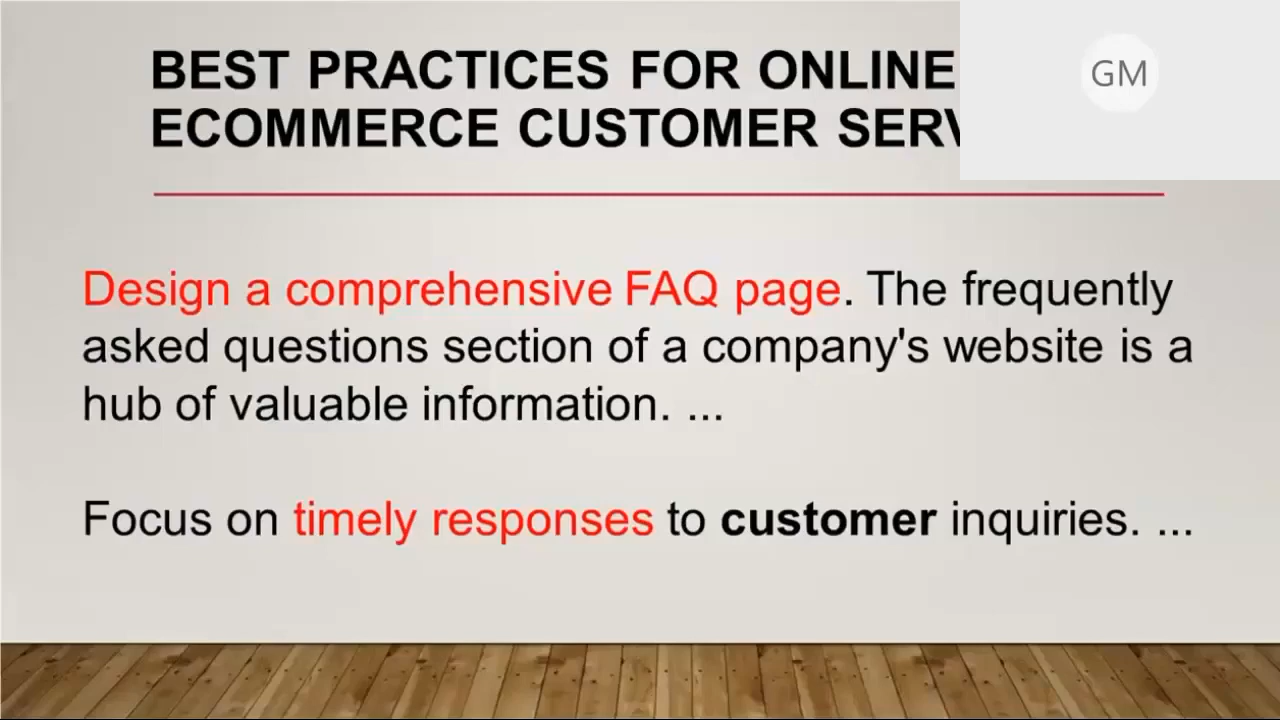 BEST PRACTICES FOR ONLINE
ECOMMERCE CUSTOMER
GM
Design a comprehensive FAQ page. The frequently
asked questions section of a company's website is a
hub of valuable information. ...
Focus on timely responses to customer inquiries. ...